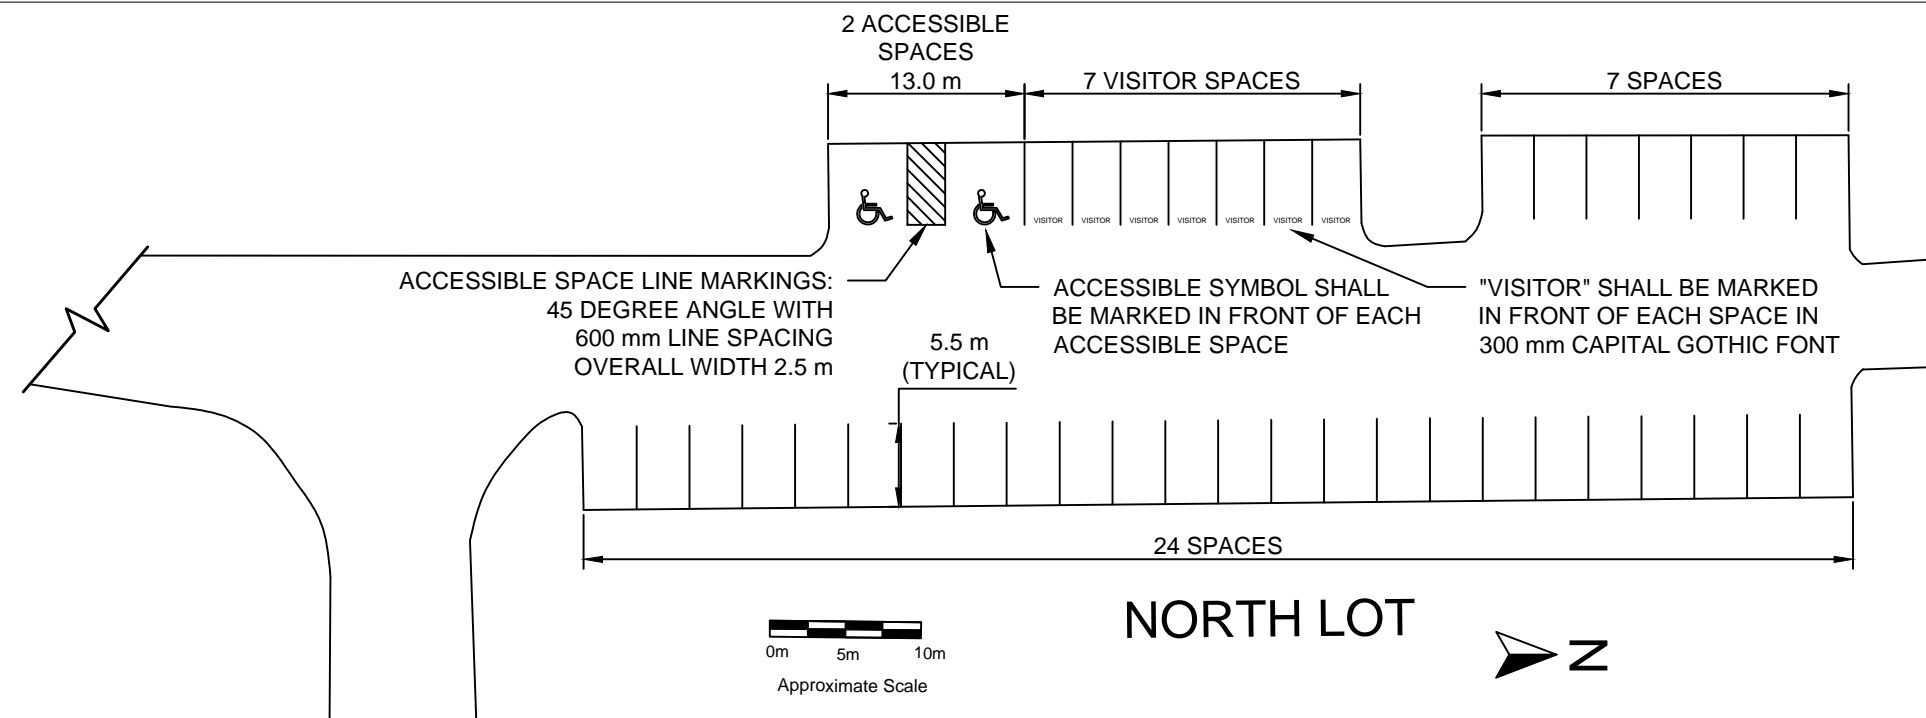 2 ACCESSIBLE
SPACES
13.0 m
7 VISITOR SPACES
7 SPACES
VISITOR
VISITOR
VISITOR
VISITOR
VISITOR
VISITOR
VISITOR
ACCESSIBLE SPACE LINE MARKINGS:
45 DEGREE ANGLE WITH
600 mm LINE SPACING
OVERALL WIDTH 2.5 m
ACCESSIBLE SYMBOL SHALL
BE MARKED IN FRONT OF EACH
ACCESSIBLE SPACE
"VISITOR" SHALL BE MARKED
IN FRONT OF EACH SPACE IN
300 mm CAPITAL GOTHIC FONT
5.5 m
(TYPICAL)
24 SPACES
NORTH LOT
0m
5m
10m
Approximate Scale
N